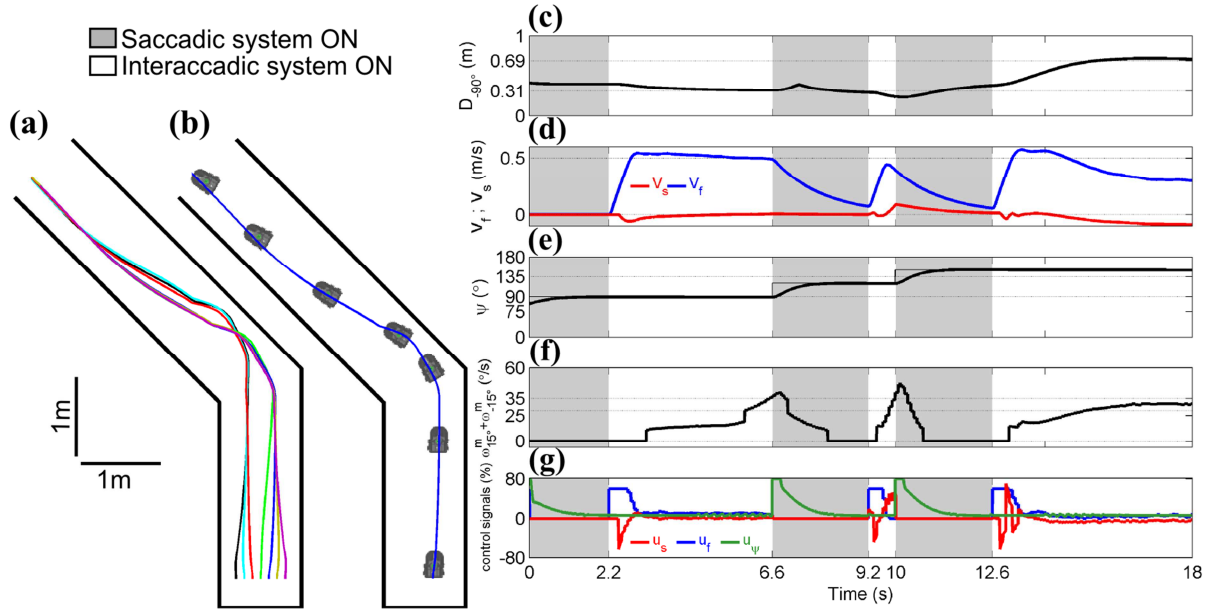 Saccadic system ON
Interaccadic system ON
(a)
(b)
1m
1m
(c)
D-90° (m)
1
0.69
0.31
0
(d)
Vf ; Vs (m/s)
0.5
0
Vs Vf
(e)
ψ (°)
180
135
90
75
0
(f)
ωm15°+ωm-15° (°/s)
60
35
25
0
(g)
control signals (%)
80
0
-80
us uf uψ
0 2.2 6.6 9.2 10 12.6 18
Time (s)